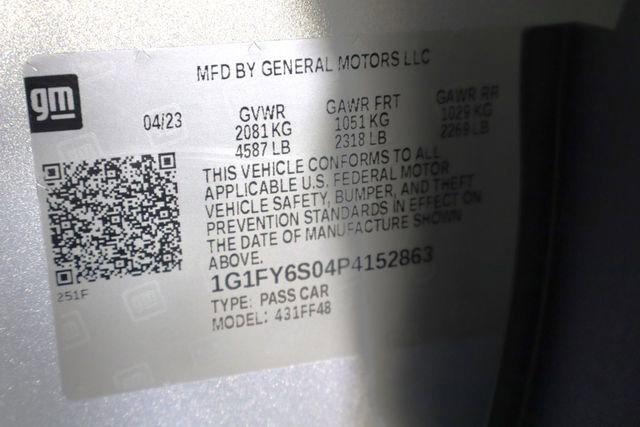 MFD BY GENERAL MOTORS LLC
gm
04/23 GVWR GAWR FRT GAWR RR
2081 KG 1051 KG 1029 KG
4587 LB 2318 LB 2269 LB
THIS VEHICLE CONFORMS TO ALL
APPLICABLE U.S. FEDERAL MOTOR
VEHICLE SAFETY, BUMPER, AND THEFT
PREVENTION STANDARDS IN EFFECT ON
THE DATE OF MANUFACTURE SHOWN
ABOVE.
1G1FY6S04P4152863
251F
TYPE: PASS CAR
MODEL: 431FF48